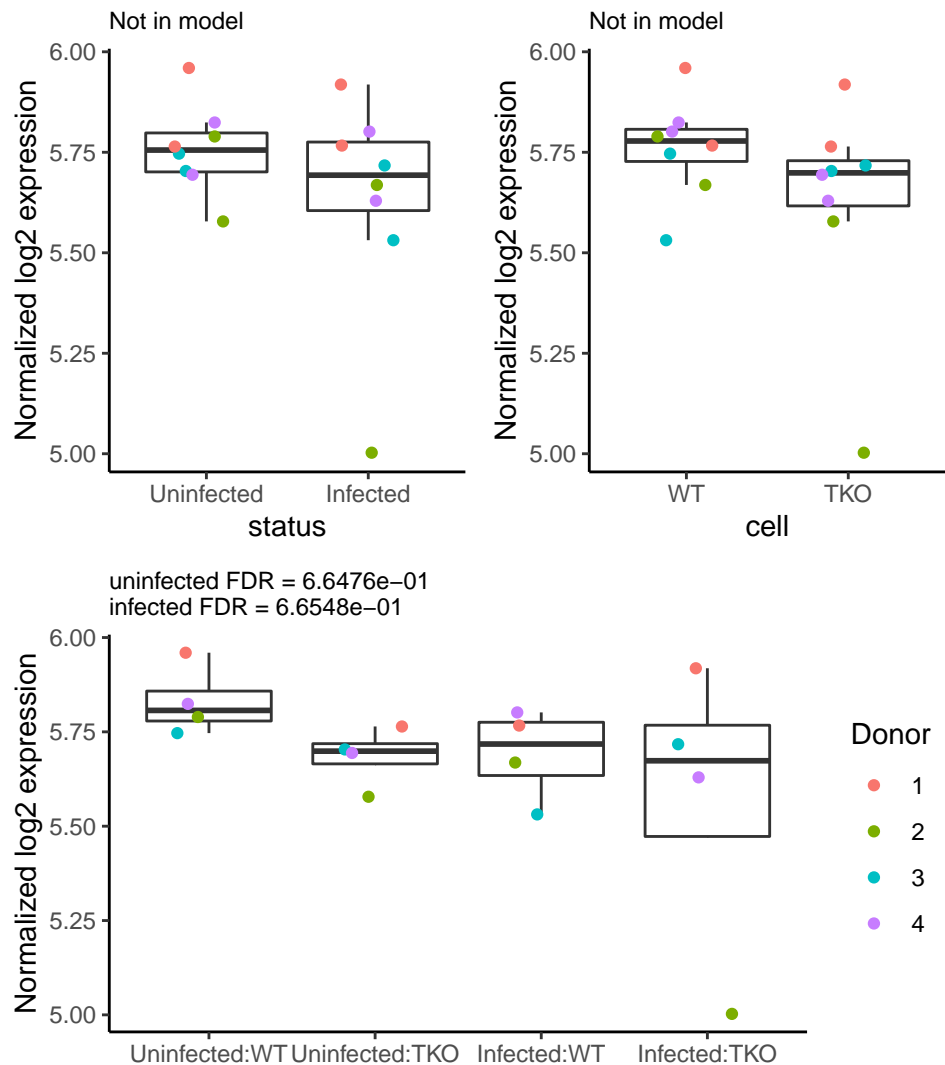 Not in model
Normalized log2 expression
6.00
5.75
5.50
5.25
5.00
Uninfected Infected
status
Not in model
Normalized log2 expression
6.00
5.75
5.50
5.25
5.00
WT TKO
cell
uninfected FDR = 6.6476e−01
infected FDR = 6.6548e−01
Normalized log2 expression
6.00
5.75
5.50
5.25
5.00
Uninfected:WT Uninfected:TKO Infected:WT Infected:TKO
Donor
1
2
3
4